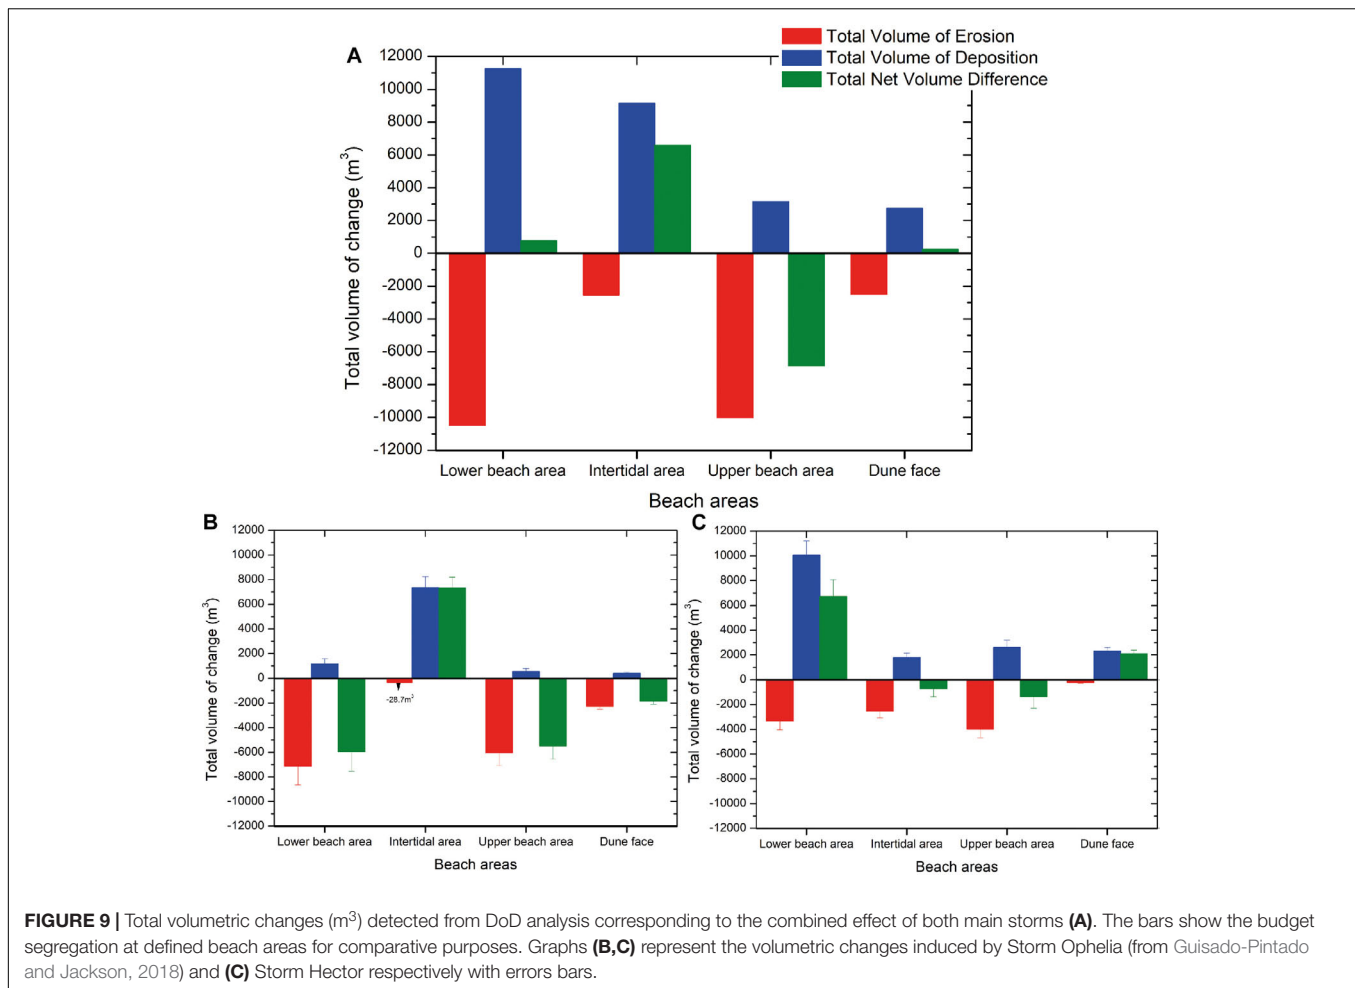 A
Total Volume of Erosion
Total Volume of Deposition
Total Net Volume Difference
12000
10000
8000
6000
4000
2000
0
-2000
-4000
-6000
-8000
-10000
-12000
Total volume of change (m³)
Lower beach area
Intertidal area
Upper beach area
Dune face
Beach areas
B
12000
10000
8000
6000
4000
2000
0
-2000
-4000
-6000
-8000
-10000
-12000
Total volume of change (m³)
-28.7m³
Lower beach area
Intertidal area
Upper beach area
Dune face
Beach areas
C
12000
10000
8000
6000
4000
2000
0
-2000
-4000
-6000
-8000
-10000
-12000
Total volume of change (m³)
Lower beach area
Intertidal area
Upper beach area
Dune face
Beach areas
FIGURE 9 | Total volumetric changes (m³) detected from DoD analysis corresponding to the combined effect of both main storms (A). The bars show the budget
segregation at defined beach areas for comparative purposes. Graphs (B,C) represent the volumetric changes induced by Storm Ophelia (from Guisado-Pintado
and Jackson, 2018) and (C) Storm Hector respectively with errors bars.